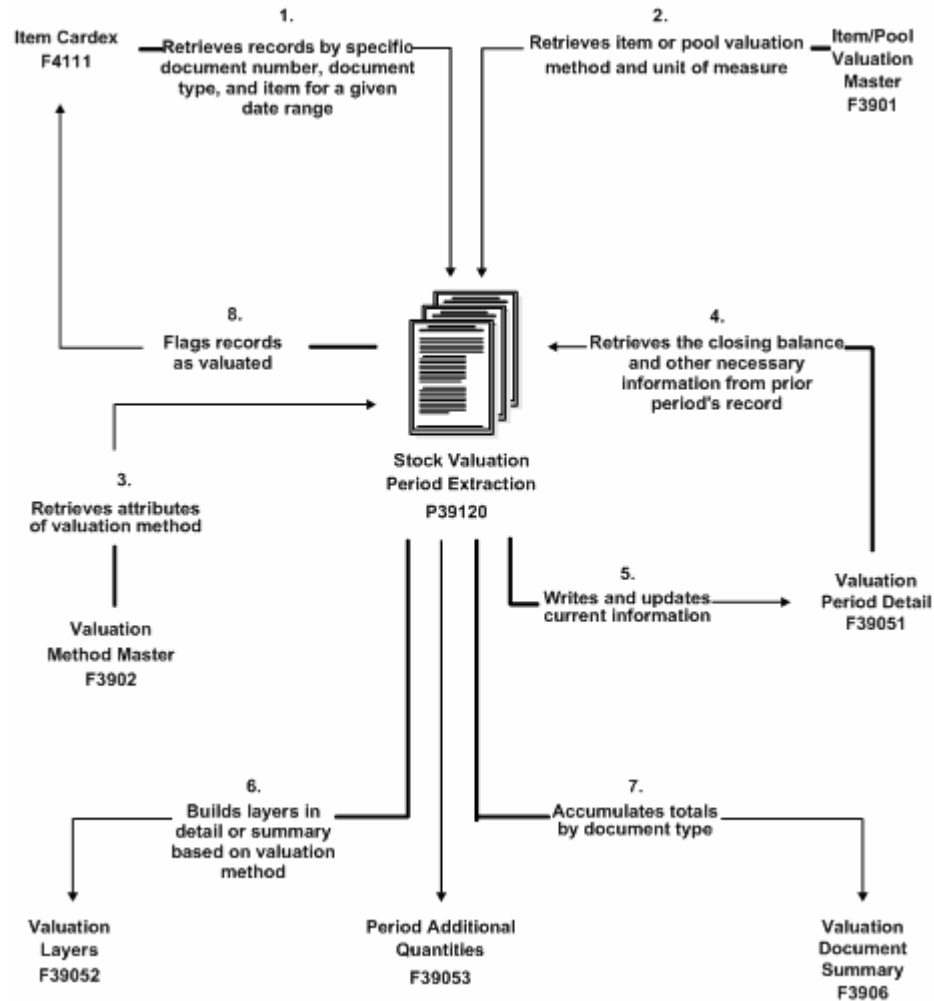 1.
Item Cardex
F4111
Retrieves records by specific
document number, document
type, and item for a given
date range
2.
Retrieves item or pool valuation
method and unit of measure
Item/Pool
Valuation
Master
F3901
8.
Flags records
as valuated
4.
Retrieves the closing balance
and other necessary
information from prior
period's record
3.
Retrieves attributes
of valuation method
Stock Valuation
Period Extraction
P39120
5.
Writes and updates
current information
Valuation
Period Detail
F39051
Valuation
Method Master
F3902
6.
Builds layers in
detail or summary
based on valuation
method
7.
Accumulates totals
by document type
Valuation
Layers
F39052
Period Additional
Quantities
F39053
Valuation
Document
Summary
F3906